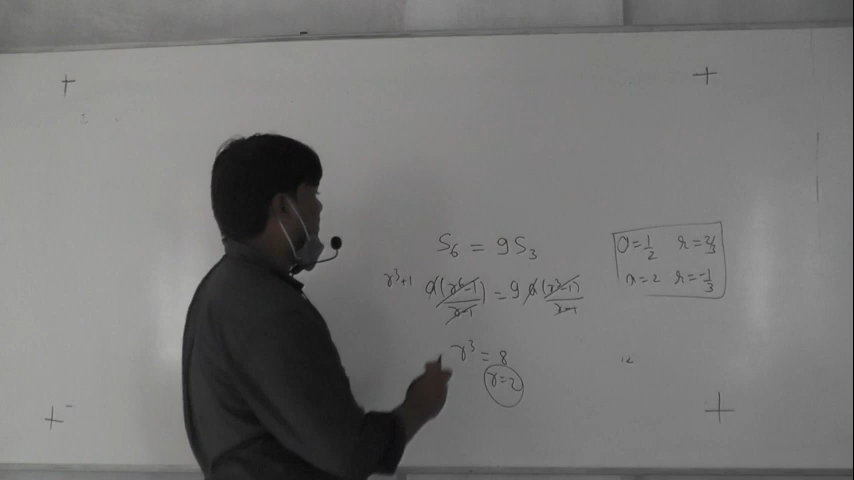 S₆ = 9S₃
r³+1 a(r⁶-1)/r-1 = 9 a(r³-1)/r-1
r³ = 8
r=2
a=1/2 r=2/3
a=2 r=-1/3